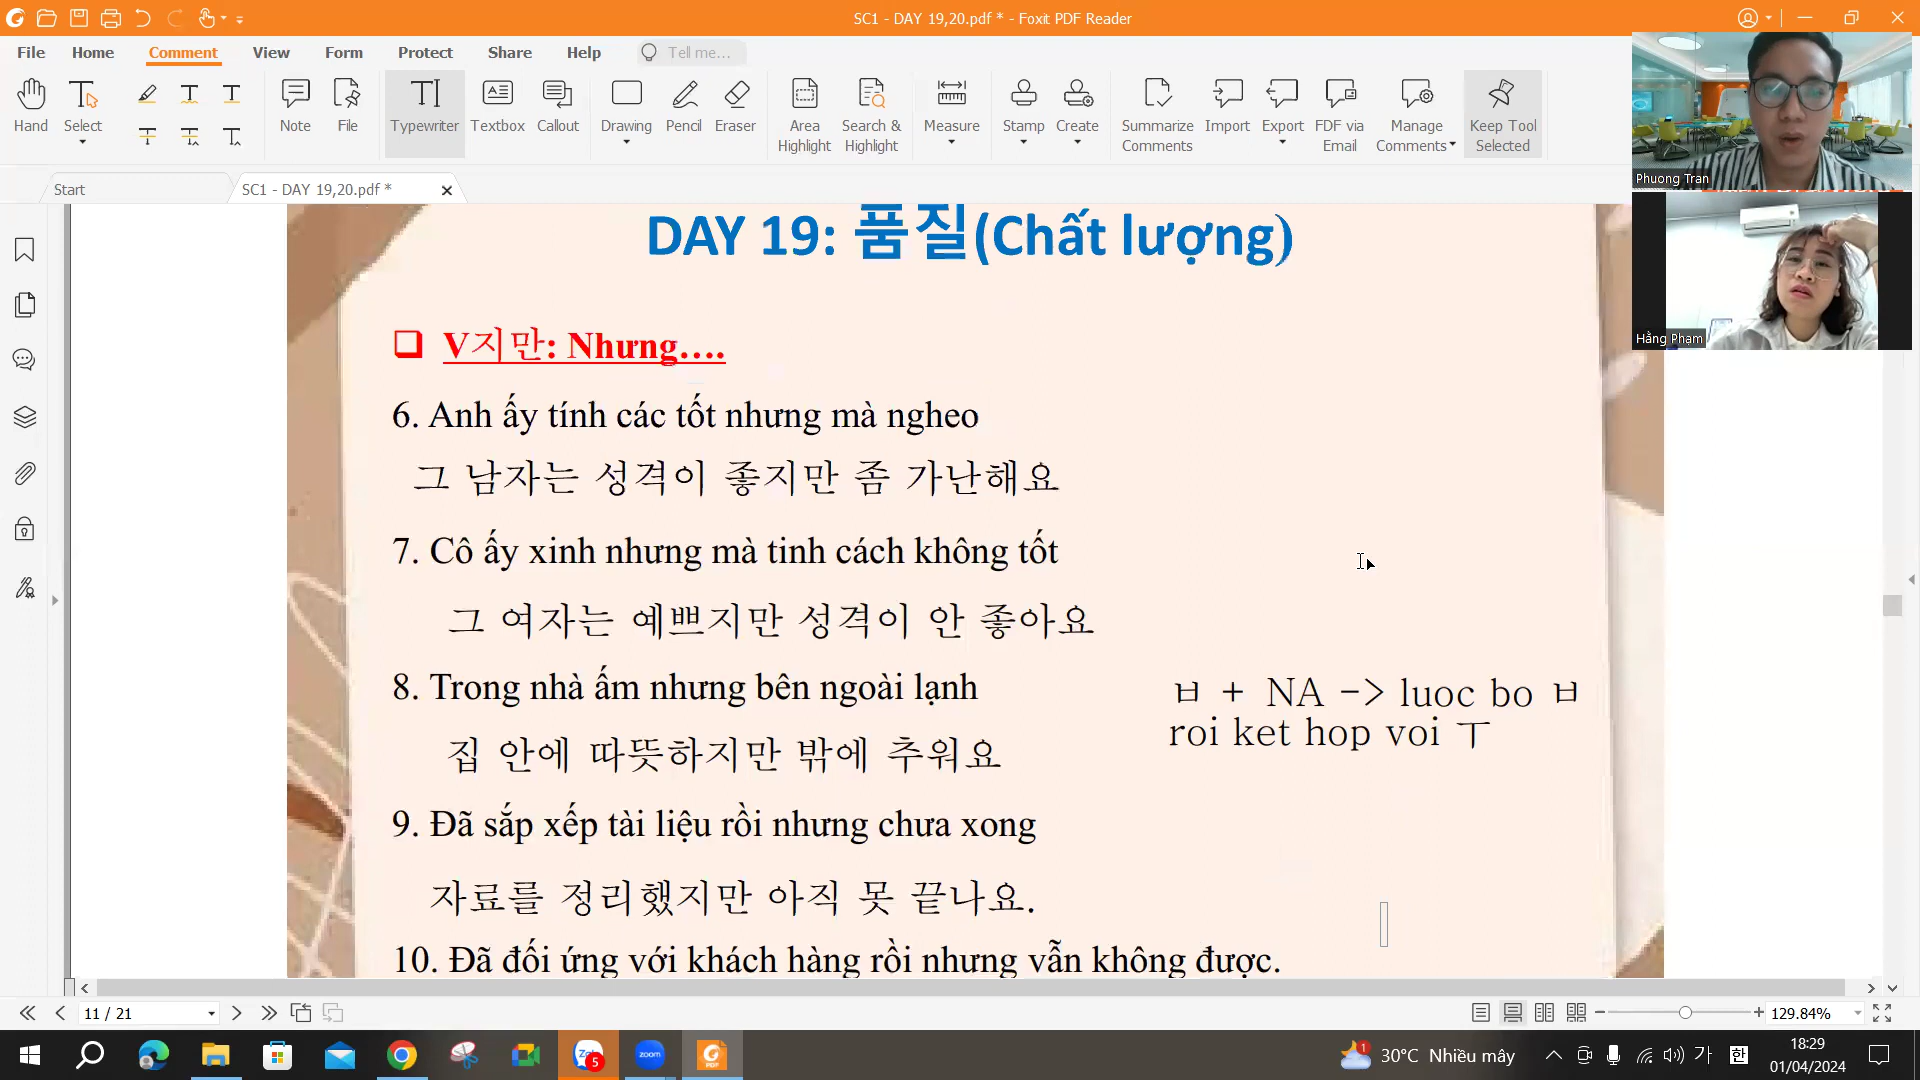 SC1 - DAY 19,20.pdf * - Foxit PDF Reader
File Home Comment View Form Protect Share Help Tell me...
Hand Select Note File Typewriter Textbox Callout Drawing Pencil Eraser Area Highlight Search & Highlight Measure Stamp Create Summarize Comments Import Export FDF via Email Manage Comments Keep Tool Selected
Phuong Tran
Start SC1 - DAY 19,20.pdf *
DAY 19: 품질(Chất lượng)
Hằng Phạm
V지만: Nhưng….
6. Anh ấy tính các tốt nhưng mà ngheo
그 남자는 성격이 좋지만 좀 가난해요
7. Cô ấy xinh nhưng mà tinh cách không tốt
그 여자는 예쁘지만 성격이 안 좋아요
8. Trong nhà ấm nhưng bên ngoài lạnh
집 안에 따뜻하지만 밖에 추워요
ㅂ + NA -> luoc bo ㅂ
roi ket hop voi ㅜ
9. Đã sắp xếp tài liệu rồi nhưng chưa xong
자료를 정리했지만 아직 못 끝나요.
10. Đã đối ứng với khách hàng rồi nhưng vẫn không được.
11 / 21
129.84%
30°C Nhiều mây
가 한
18:29
01/04/2024